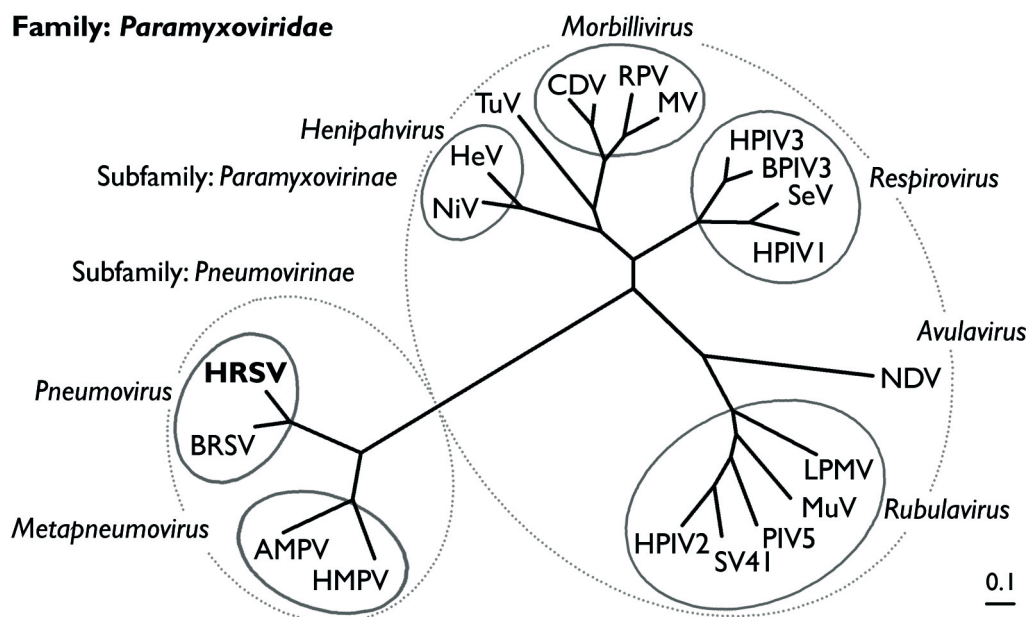 Family: Paramyxoviridae
Morbillivirus
CDV
RPV
MV
TuV
Henipahvirus
HeV
NiV
Subfamily: Paramyxovirinae
HPIV3
BPIV3
SeV
HPIV1
Respirovirus
Subfamily: Pneumovirinae
Avulavirus
NDV
Pneumovirus
HRSV
BRSV
LPMV
MuV
Rubulavirus
PIV5
SV41
HPIV2
Metapneumovirus
AMPV
HMPV
0.1